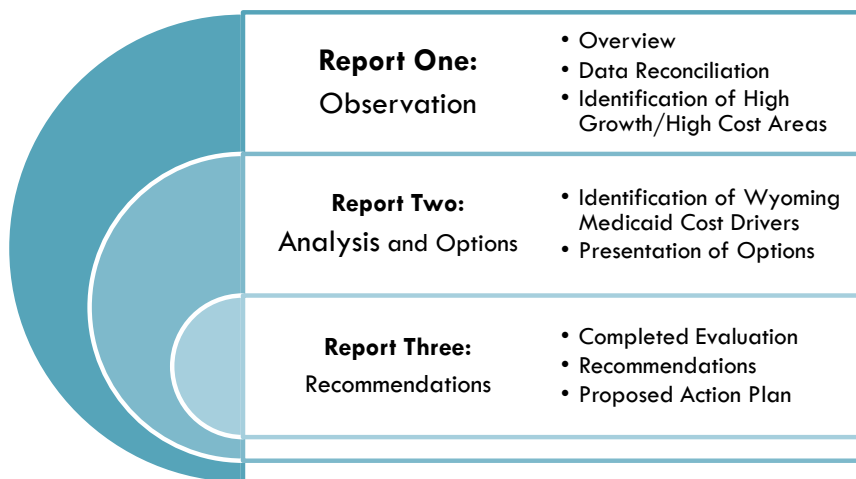 Report One:
Observation
• Overview
• Data Reconciliation
• Identification of High
Growth/High Cost Areas
Report Two:
Analysis and Options
• Identification of Wyoming
Medicaid Cost Drivers
• Presentation of Options
Report Three:
Recommendations
• Completed Evaluation
• Recommendations
• Proposed Action Plan